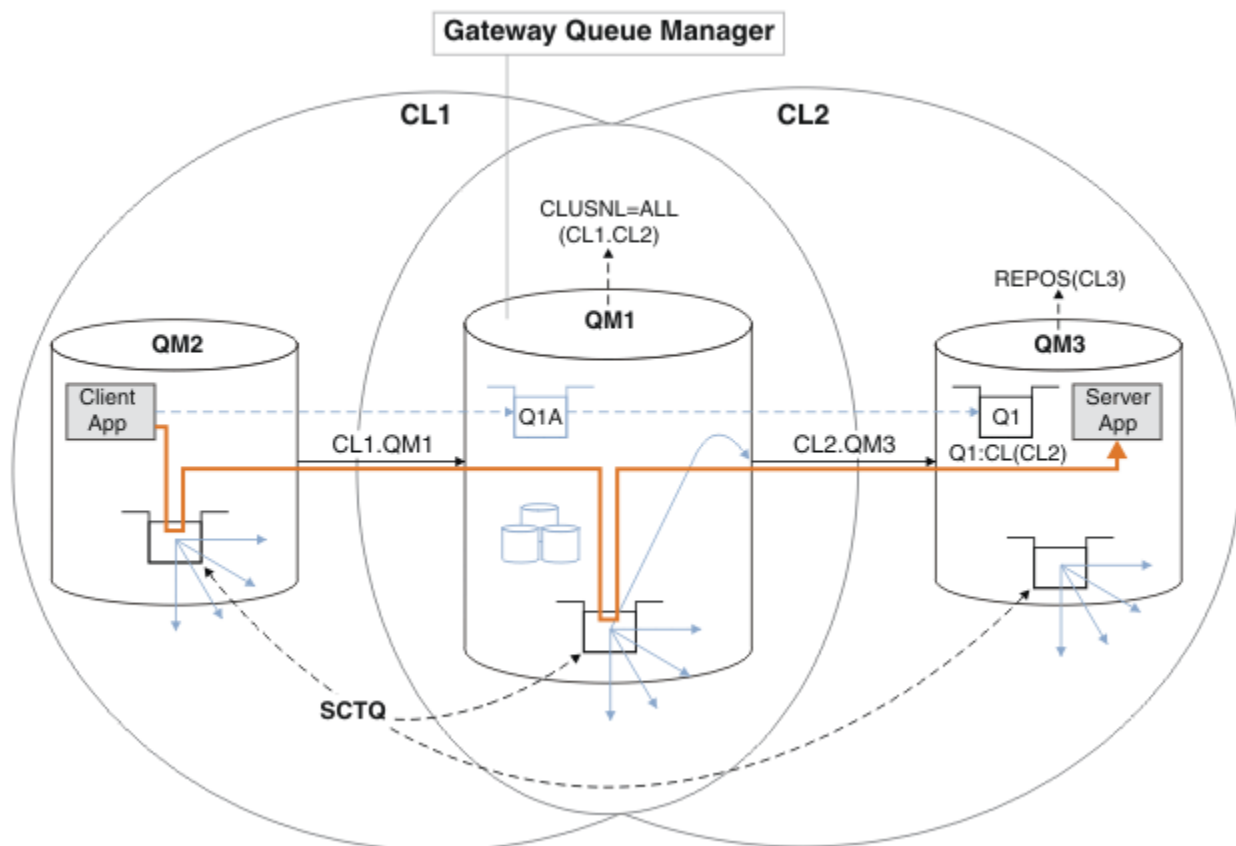 Gateway Queue Manager
CL1
CL2
CLUSNL=ALL
(CL1.CL2)
REPOS(CL3)
QM2
QM1
QM3
Client
App
Q1A
Q1
Server
App
CL1.QM1
CL2.QM3
Q1:CL(CL2)
SCTQ